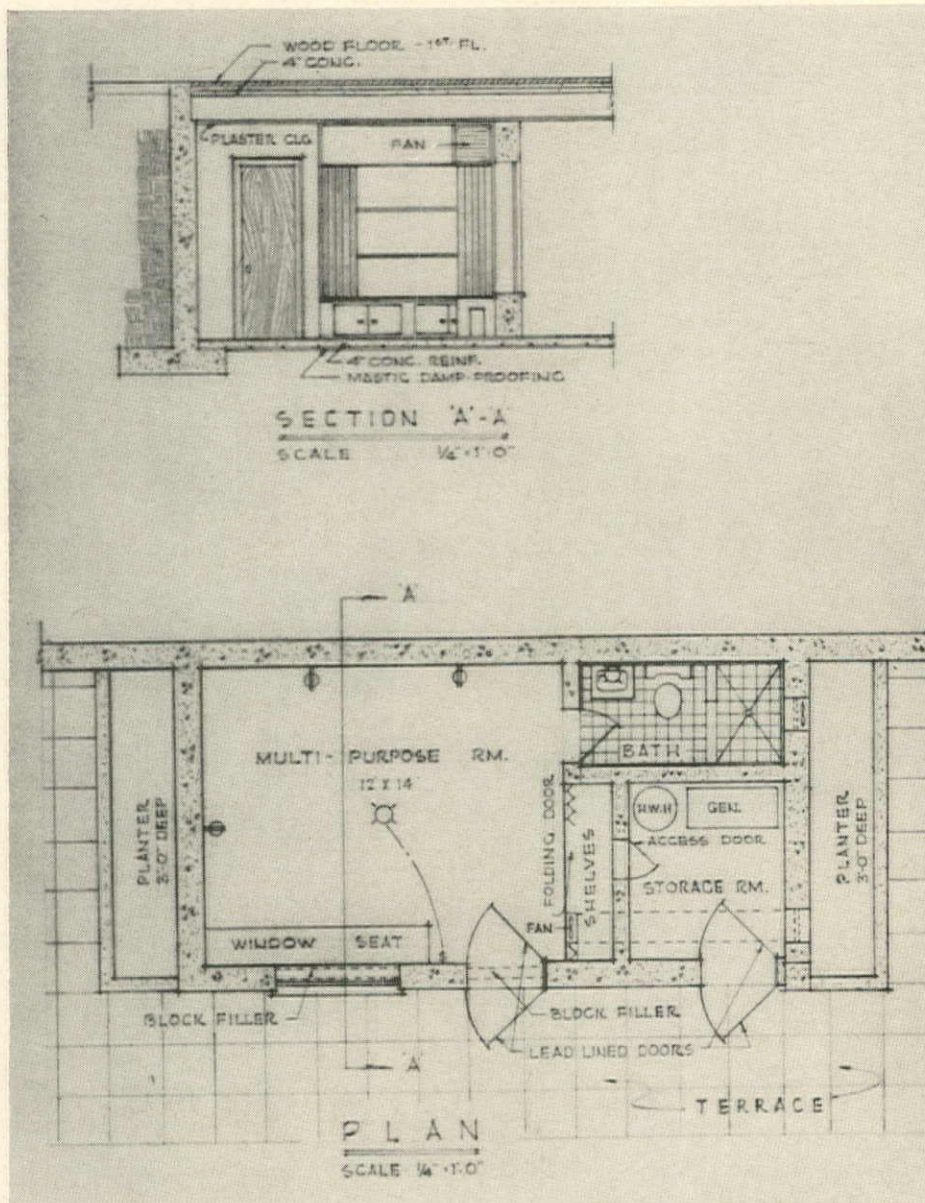 WOOD FLOOR - 1ST FL.
4" CONC.
PLASTER CLG
FAN
4" CONC. REINF.
MASTIC DAMP-PROOFING
SECTION 'A'-'A'
SCALE 1/4"=1'-0"
'A'
MULTI-PURPOSE RM.
12' X 14'
BATH
PLANTER
3'-0" DEEP
FOLDING DOOR
SHELVES
H.W.H
GEN.
ACCESS DOOR
STORAGE RM.
PLANTER
3'-0" DEEP
FAN
WINDOW SEAT
BLOCK FILLER
BLOCK FILLER
LEAD LINED DOORS
'A'
TERRACE
PLAN
SCALE 1/4"=1'-0"